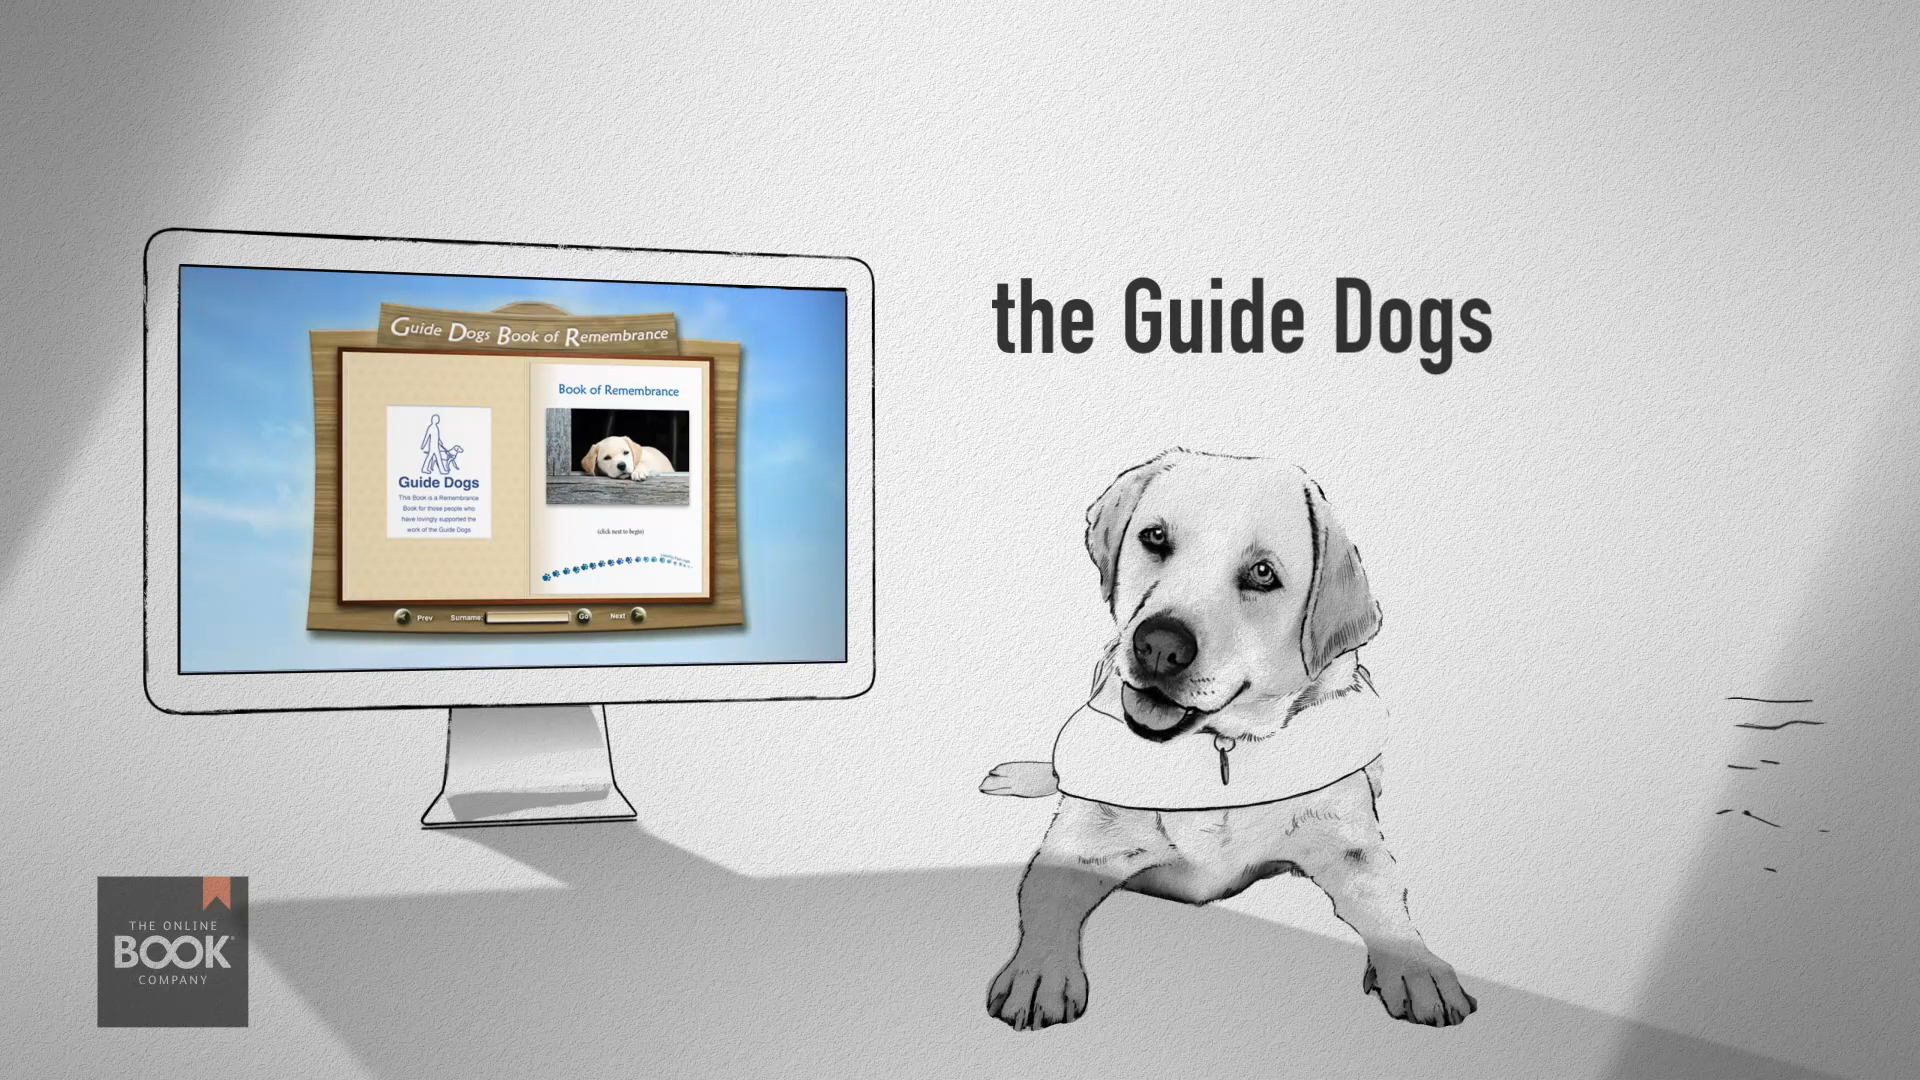 the Guide Dogs
Guide Dogs Book of Remembrance
Book of Remembrance
Guide Dogs
This Book is a Remembrance
Book for those people who
have lovingly supported the
work of the Guide Dogs
(click next to begin)
Prev
Surname:
Go
Next
THE ONLINE
BOOK
COMPANY